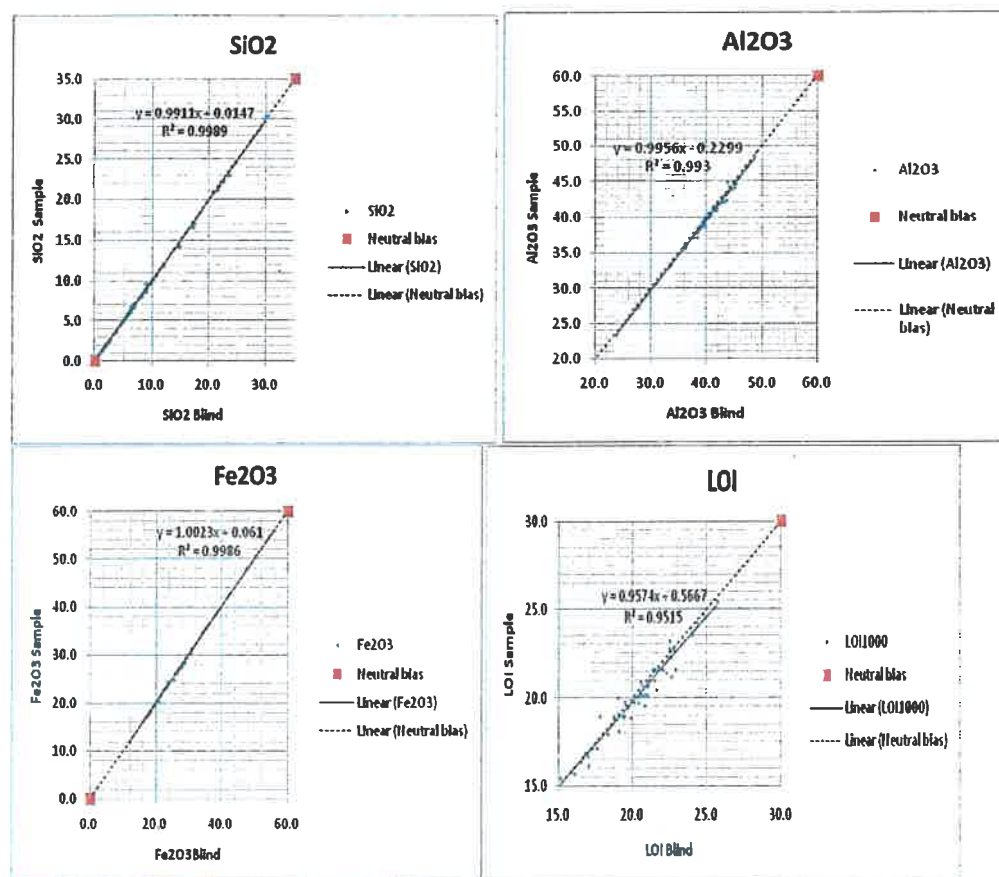 SiO2
35.0
30.0
25.0
20.0
15.0
10.0
5.0
0.0
SiO2 Sample
y = 0.9911x + 0.0147
R² = 0.9989
0.0 10.0 20.0 30.0
SiO2 Blind
SiO2
Neutral bias
Linear (SiO2)
Linear (Neutral bias)
Al2O3
60.0
55.0
50.0
45.0
40.0
35.0
30.0
25.0
20.0
Al2O3 Sample
y = 0.9956x - 0.2299
R² = 0.993
20.0 30.0 40.0 50.0 60.0
Al2O3 Blind
Al2O3
Neutral bias
Linear (Al2O3)
Linear (Neutral
bias)
Fe2O3
60.0
50.0
40.0
30.0
20.0
10.0
0.0
Fe2O3 Sample
y = 1.0023x + 0.061
R² = 0.9986
0.0 20.0 40.0 60.0
Fe2O3 Blind
Fe2O3
Neutral bias
Linear (Fe2O3)
Linear (Neutral bias)
LOI
30.0
25.0
20.0
15.0
LOI Sample
y = 0.9574x + 0.5667
R² = 0.9515
15.0 20.0 25.0 30.0
LOI Blind
LOI1000
Neutral bias
Linear (LOI1000)
Linear (Neutral bias)